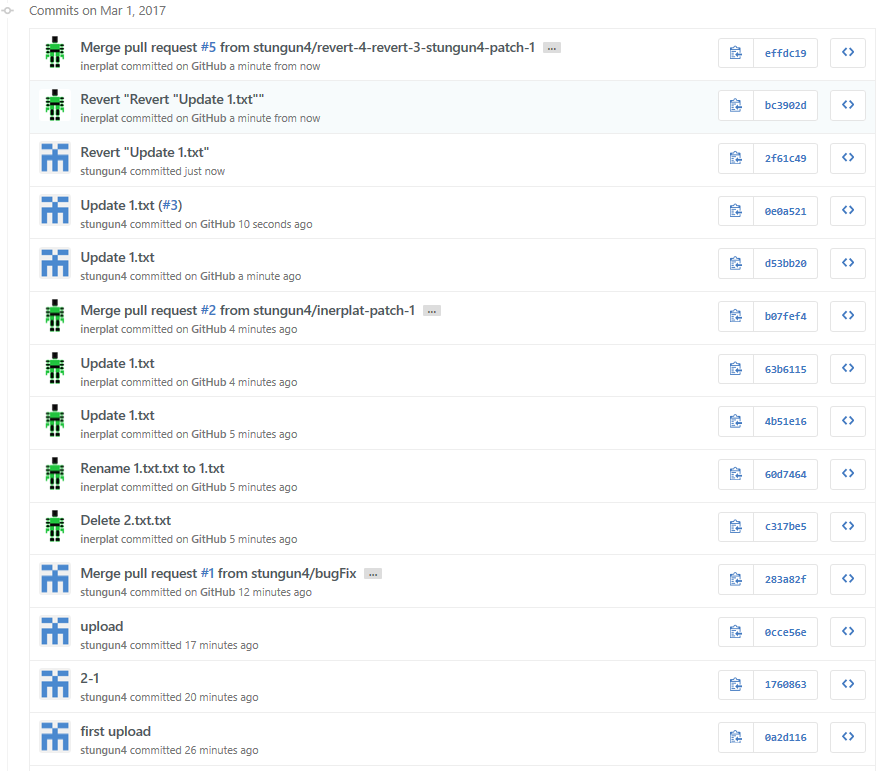 Commits on Mar 1, 2017
Merge pull request #5 from stungun4/revert-4-revert-3-stungun4-patch-1 …
inerplat committed on GitHub a minute from now
effdc19
Revert "Revert "Update 1.txt""
inerplat committed on GitHub a minute from now
bc3902d
Revert "Update 1.txt"
stungun4 committed just now
2f61c49
Update 1.txt (#3)
stungun4 committed on GitHub 10 seconds ago
0e0a521
Update 1.txt
stungun4 committed on GitHub a minute ago
d53bb20
Merge pull request #2 from stungun4/inerplat-patch-1 …
inerplat committed on GitHub 4 minutes ago
b07fef4
Update 1.txt
inerplat committed on GitHub 4 minutes ago
63b6115
Update 1.txt
inerplat committed on GitHub 5 minutes ago
4b51e16
Rename 1.txt.txt to 1.txt
inerplat committed on GitHub 5 minutes ago
60d7464
Delete 2.txt.txt
inerplat committed on GitHub 5 minutes ago
c317be5
Merge pull request #1 from stungun4/bugFix …
stungun4 committed on GitHub 12 minutes ago
283a82f
upload
stungun4 committed 17 minutes ago
0cce56e
2-1
stungun4 committed 20 minutes ago
1760863
first upload
stungun4 committed 26 minutes ago
0a2d116